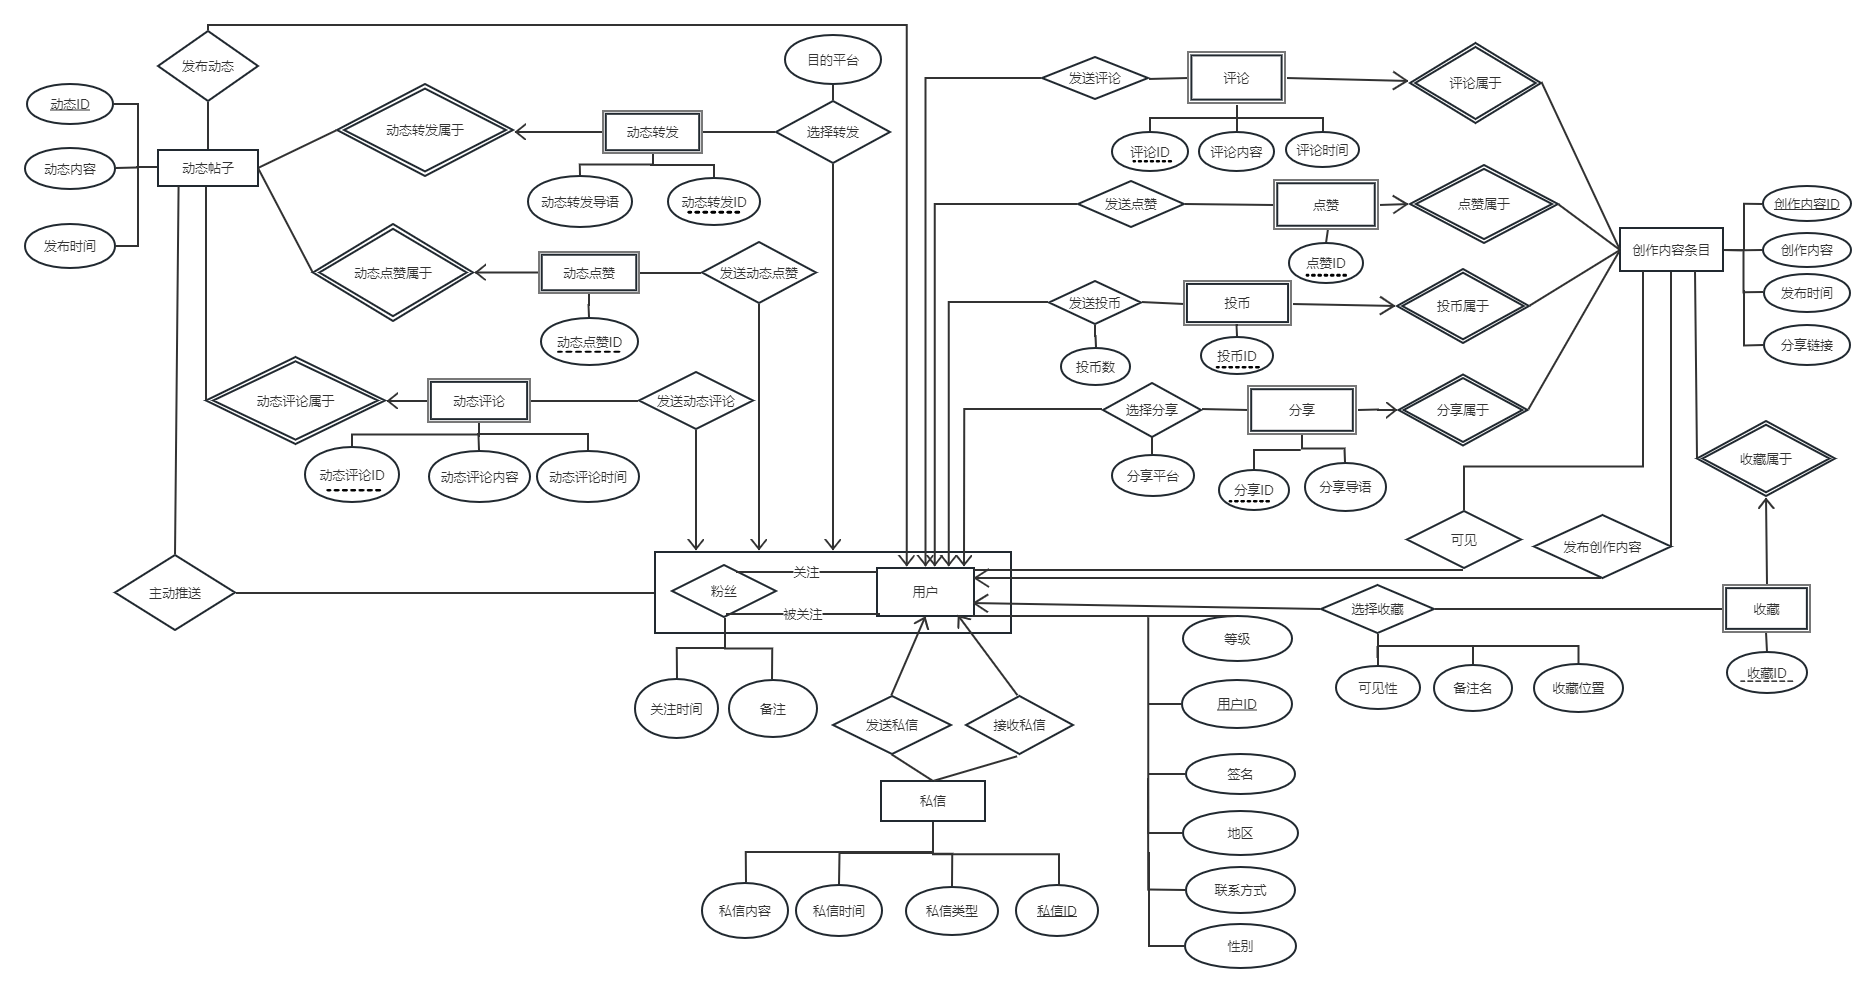 发布动态
动态ID
动态内容
发布时间
动态帖子
动态转发属于
动态转发
选择转发
目的平台
动态转发导语
动态转发ID
动态点赞属于
动态点赞
发送动态点赞
动态点赞ID
动态评论属于
动态评论
发送动态评论
动态评论ID
动态评论内容
动态评论时间
主动推送
粉丝
关注
被关注
用户
关注时间
备注
发送私信
接收私信
私信
私信内容
私信时间
私信类型
私信ID
发送评论
评论
评论属于
评论ID
评论内容
评论时间
发送点赞
点赞
点赞属于
点赞ID
发送投币
投币
投币属于
投币数
投币ID
选择分享
分享
分享属于
分享平台
分享ID
分享导语
创作内容条目
创作内容ID
创作内容
发布时间
分享链接
收藏属于
可见
发布创作内容
选择收藏
收藏
可见性
备注名
收藏位置
收藏ID
等级
用户ID
签名
地区
联系方式
性别